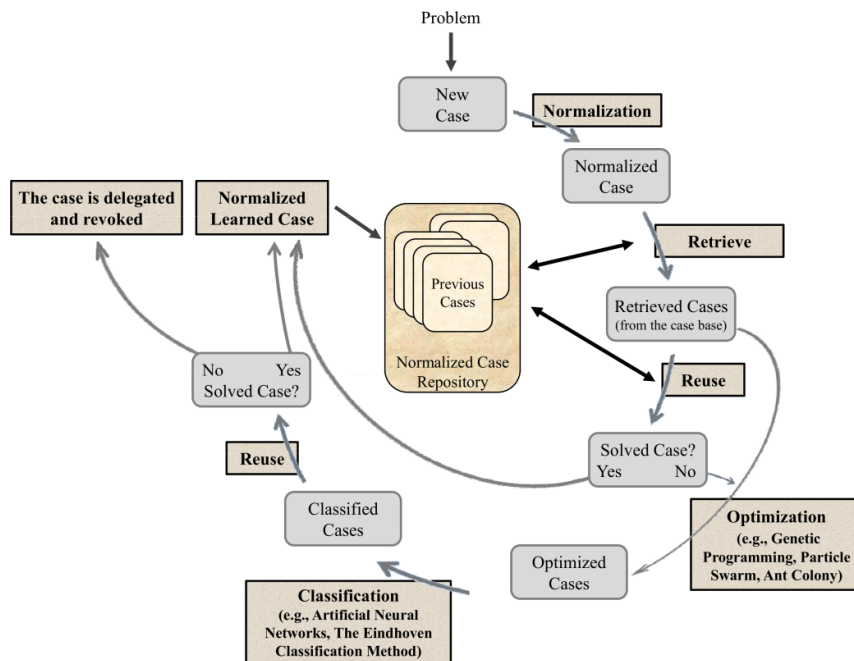 Problem
New
Case
Normalization
Normalized
Case
The case is delegated
and revoked
Normalized
Learned Case
Previous
Cases
Normalized Case
Repository
Retrieve
Retrieved Cases
(from the case base)
Reuse
No Yes
Solved Case?
Solved Case?
Yes No
Reuse
Classified
Cases
Optimized
Cases
Optimization
(e.g., Genetic
Programming, Particle
Swarm, Ant Colony)
Classification
(e.g., Artificial Neural
Networks, The Eindhoven
Classification Method)